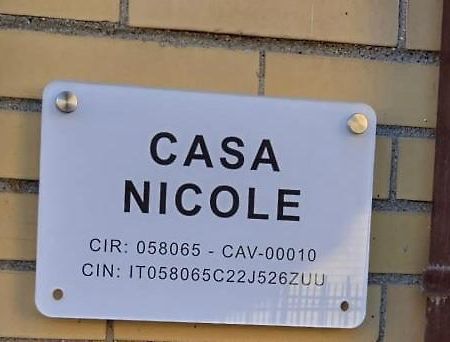 CASA
NICOLE
CIR: 058065 - CAV-00010
CIN: IT058065C22J526ZUU